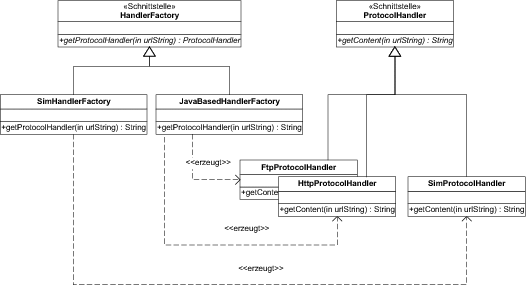 «Schnittstelle»
HandlerFactory
+getProtocolHandler(in urlString) : ProtocolHandler
«Schnittstelle»
ProtocolHandler
+getContent(in urlString) : String
SimHandlerFactory
+getProtocolHandler(in urlString) : String
JavaBasedHandlerFactory
+getProtocolHandler(in urlString) : String
<<erzeugt>>
FtpProtocolHandler
+getConte
HttpProtocolHandler
+getContent(in urlString) : String
SimProtocolHandler
+getContent(in urlString) : String
<<erzeugt>>
<<erzeugt>>